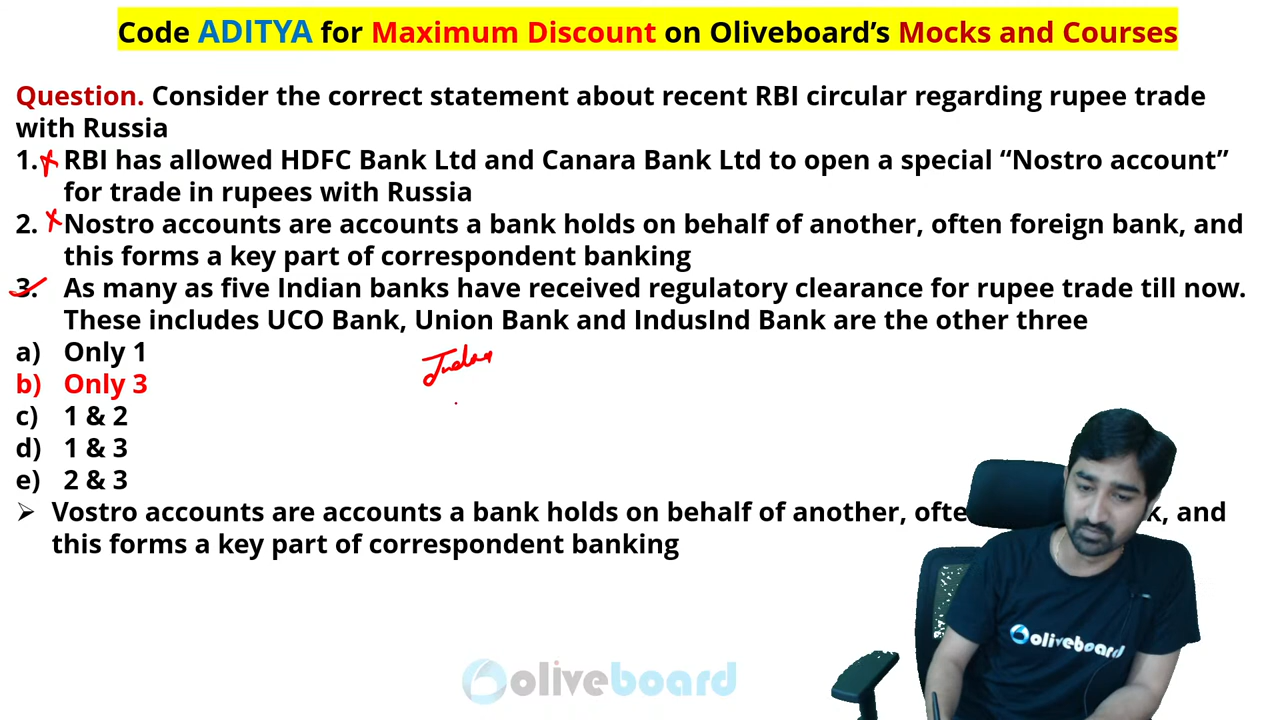 Code ADITYA for Maximum Discount on Oliveboard's Mocks and Courses
Question. Consider the correct statement about recent RBI circular regarding rupee trade
with Russia
1. RBI has allowed HDFC Bank Ltd and Canara Bank Ltd to open a special “Nostro account”
for trade in rupees with Russia
2. Nostro accounts are accounts a bank holds on behalf of another, often foreign bank, and
this forms a key part of correspondent banking
3. As many as five Indian banks have received regulatory clearance for rupee trade till now.
These includes UCO Bank, Union Bank and IndusInd Bank are the other three
a) Only 1
b) Only 3
c) 1 & 2
d) 1 & 3
e) 2 & 3
➢ Vostro accounts are accounts a bank holds on behalf of another, and
this forms a key part of correspondent banking
oliveboard
oliveboard